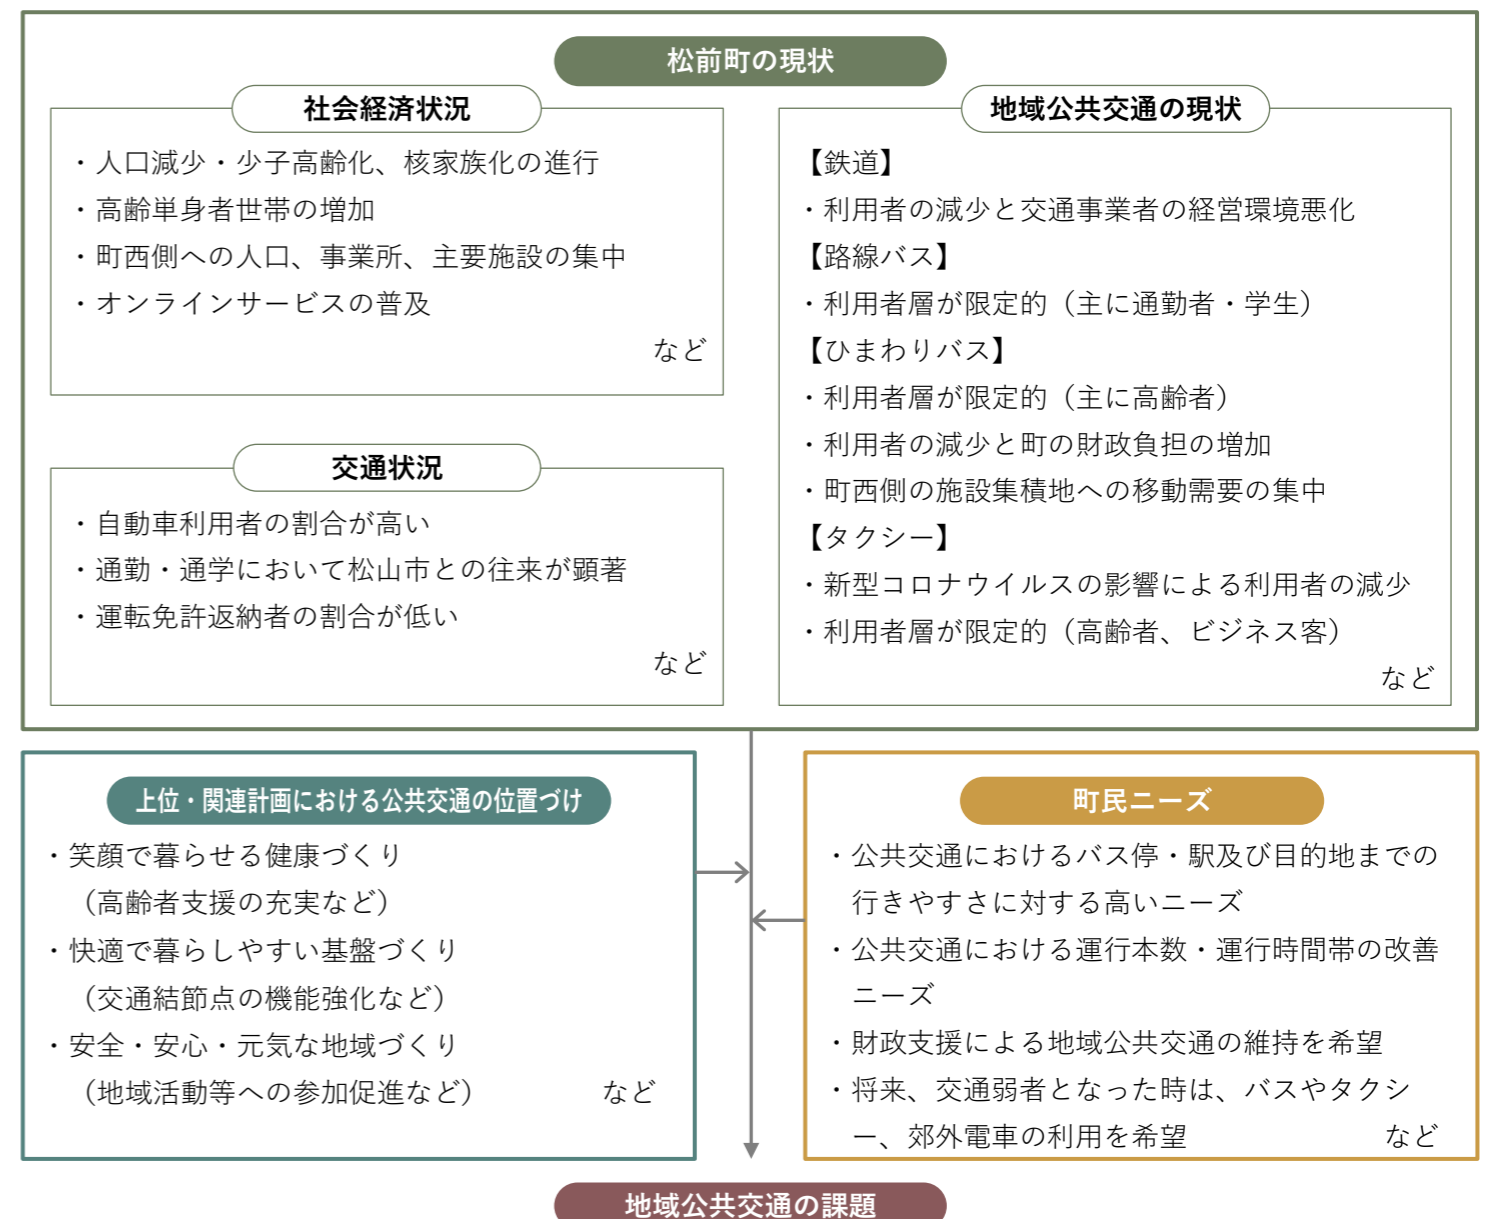 松前町の現状
社会経済状況
・人口減少・少子高齢化、核家族化の進行
・高齢単身者世帯の増加
・町西側への人口、事業所、主要施設の集中
・オンラインサービスの普及
など
交通状況
・自動車利用者の割合が高い
・通勤・通学において松山市との往来が顕著
・運転免許返納者の割合が低い
など
地域公共交通の現状
【鉄道】
・利用者の減少と交通事業者の経営環境悪化
【路線バス】
・利用者層が限定的（主に通勤者・学生）
【ひまわりバス】
・利用者層が限定的（主に高齢者）
・利用者の減少と町の財政負担の増加
・町西側の施設集積地への移動需要の集中
【タクシー】
・新型コロナウイルスの影響による利用者の減少
・利用者層が限定的（高齢者、ビジネス客）
など
上位・関連計画における公共交通の位置づけ
・笑顔で暮らせる健康づくり
（高齢者支援の充実など）
・快適で暮らしやすい基盤づくり
（交通結節点の機能強化など）
・安全・安心・元気な地域づくり
（地域活動等への参加促進など） など
町民ニーズ
・公共交通におけるバス停・駅及び目的地までの
行きやすさに対する高いニーズ
・公共交通における運行本数・運行時間帯の改善
ニーズ
・財政支援による地域公共交通の維持を希望
・将来、交通弱者となった時は、バスやタクシ
ー、郊外電車の利用を希望 など
地域公共交通の課題